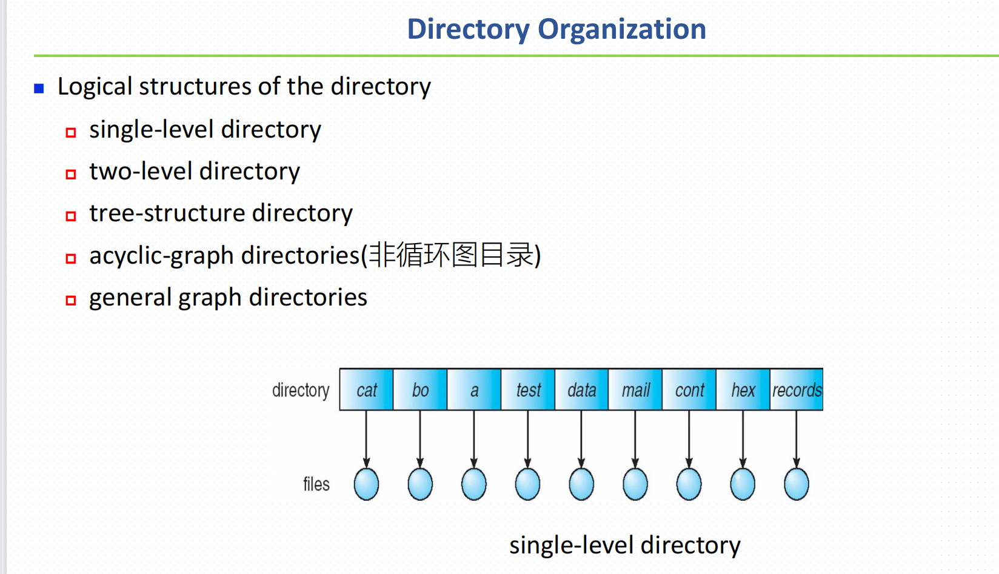 Directory Organization
Logical structures of the directory
single-level directory
two-level directory
tree-structure directory
acyclic-graph directories(非循环图目录)
general graph directories
directory cat bo a test data mail cont hex records
files
single-level directory